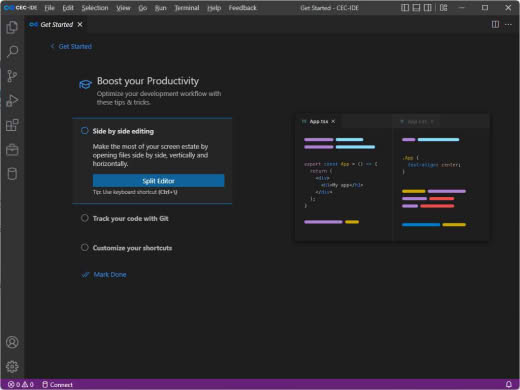 CEC-IDE File Edit Selection View Go Run Terminal Help Feedback Get Started - CEC-IDE
Get Started
Get Started
Boost your Productivity
Optimize your development workflow with
these tips & tricks.
Side by side editing
Make the most of your screen estate by
opening files side by side, vertically and
horizontally.
Split Editor
Tip: Use keyboard shortcut (Ctrl+\)
Track your code with Git
Customize your shortcuts
Mark Done
App.tsx
export const App = () => {
return (
<div>
<h1>My app</h1>
</div>
);
}
App.css
.App {
text-align: center;
}
0 0 Connect